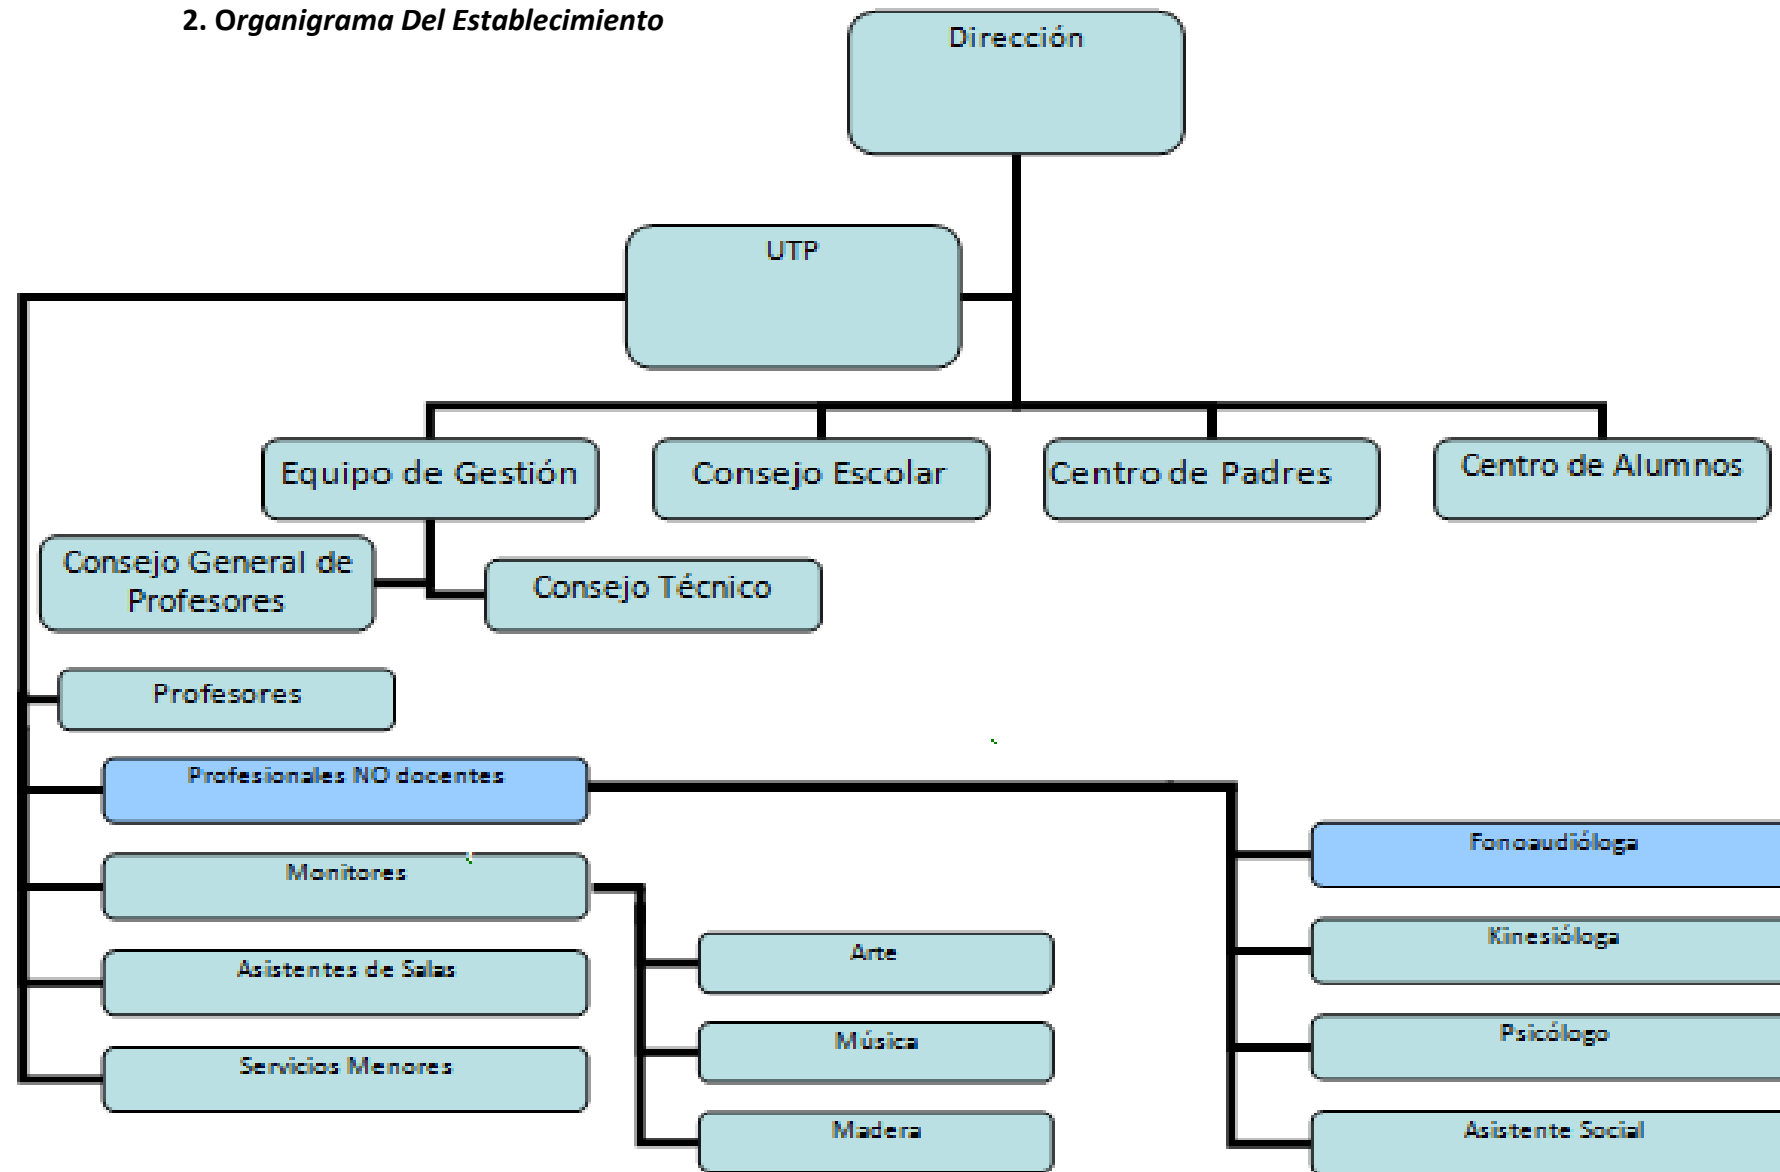 2. Organigrama Del Establecimiento
Dirección
UTP
Equipo de Gestión
Consejo Escolar
Centro de Padres
Centro de Alumnos
Consejo General de
Profesores
Consejo Técnico
Profesores
Profesionales NO docentes
Monitores
Asistentes de Salas
Servicios Menores
Arte
Música
Madera
Fonoaudióloga
Kinesióloga
Psicólogo
Asistente Social